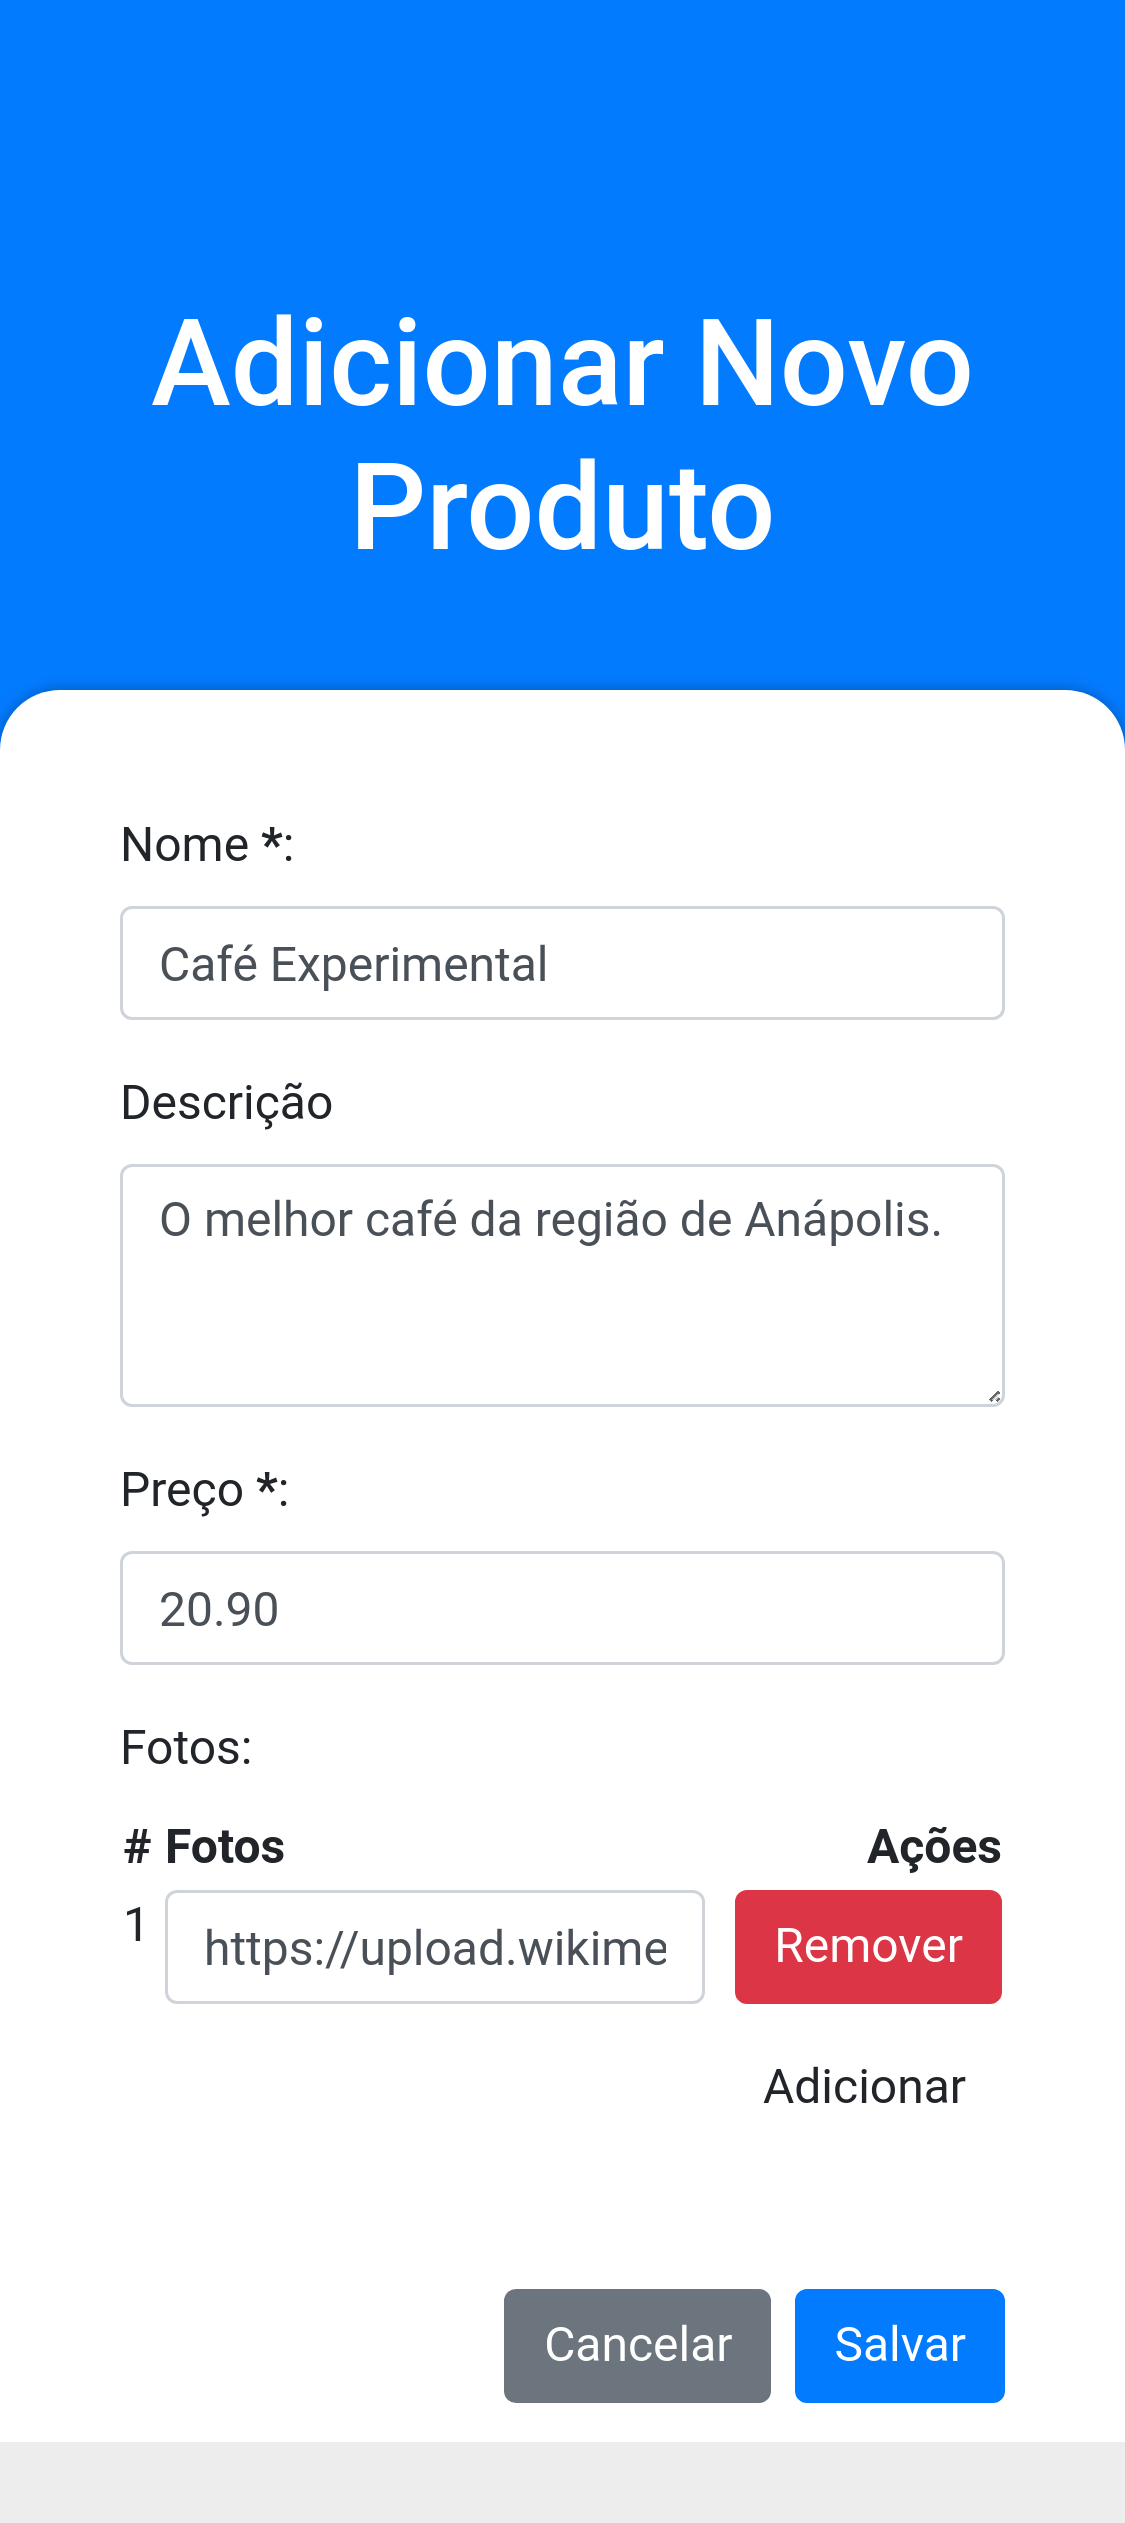 Adicionar Novo
Produto
Nome *:
Café Experimental
Descrição
O melhor café da região de Anápolis.
Preço *:
20.90
Fotos:
# Fotos Ações
1 https://upload.wikime Remover
Adicionar
Cancelar Salvar